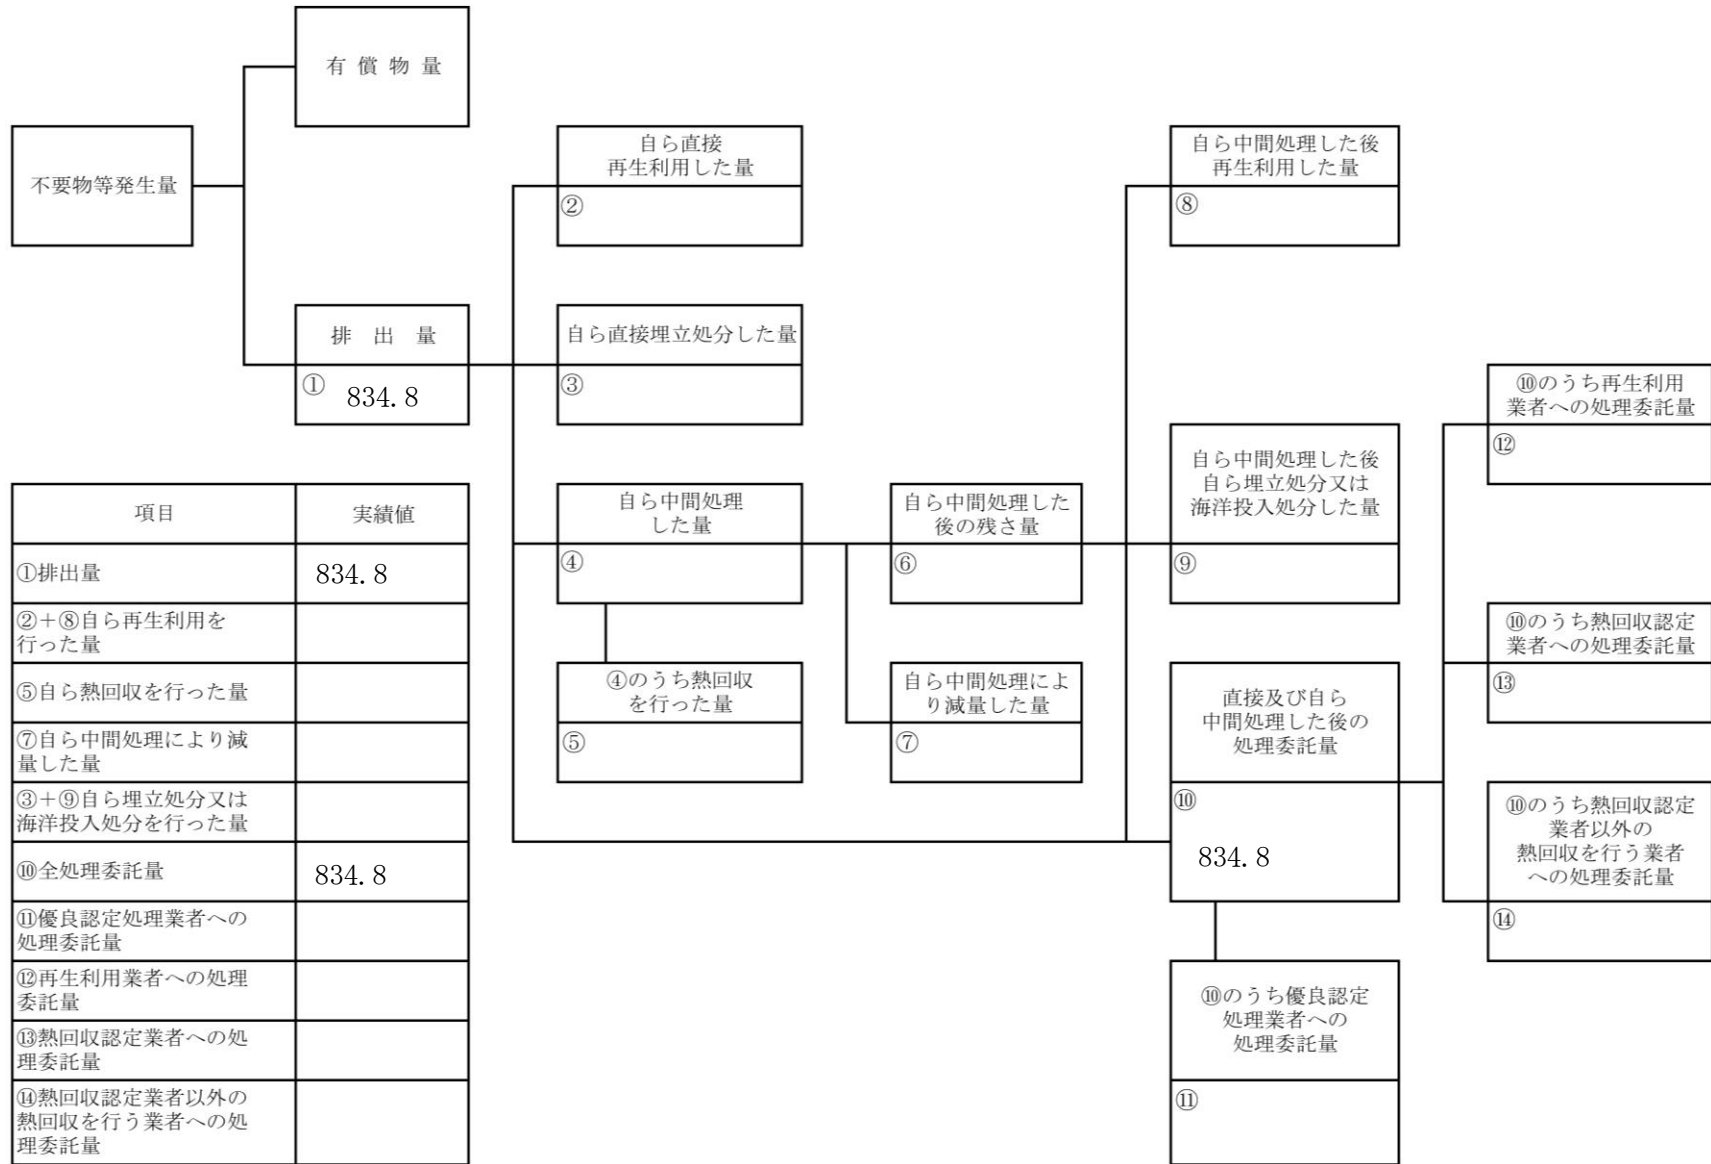 有償物量
不要物等発生量
排出量
①
834.8
自ら直接
再生利用した量
②
自ら直接埋立処分した量
③
自ら中間処理
した量
④
④のうち熱回収
を行った量
⑤
自ら中間処理した
後の残さ量
⑥
自ら中間処理によ
り減量した量
⑦
自ら中間処理した後
再生利用した量
⑧
自ら中間処理した後
自ら埋立処分又は
海洋投入処分した量
⑨
直接及び自ら
中間処理した後の
処理委託量
⑩
834.8
⑩のうち優良認定
処理業者への
処理委託量
⑪
⑩のうち再生利用
業者への処理委託量
⑫
⑩のうち熱回収認定
業者への処理委託量
⑬
⑩のうち熱回収認定
業者以外の
熱回収を行う業者
への処理委託量
⑭
項目 実績値
①排出量 834.8
②+⑧自ら再生利用を
行った量
⑤自ら熱回収を行った量
⑦自ら中間処理により減
量した量
③+⑨自ら埋立処分又は
海洋投入処分を行った量
⑩全処理委託量 834.8
⑪優良認定処理業者への
処理委託量
⑫再生利用業者への処理
委託量
⑬熱回収認定業者への処
理委託量
⑭熱回収認定業者以外の
熱回収を行う業者への処
理委託量